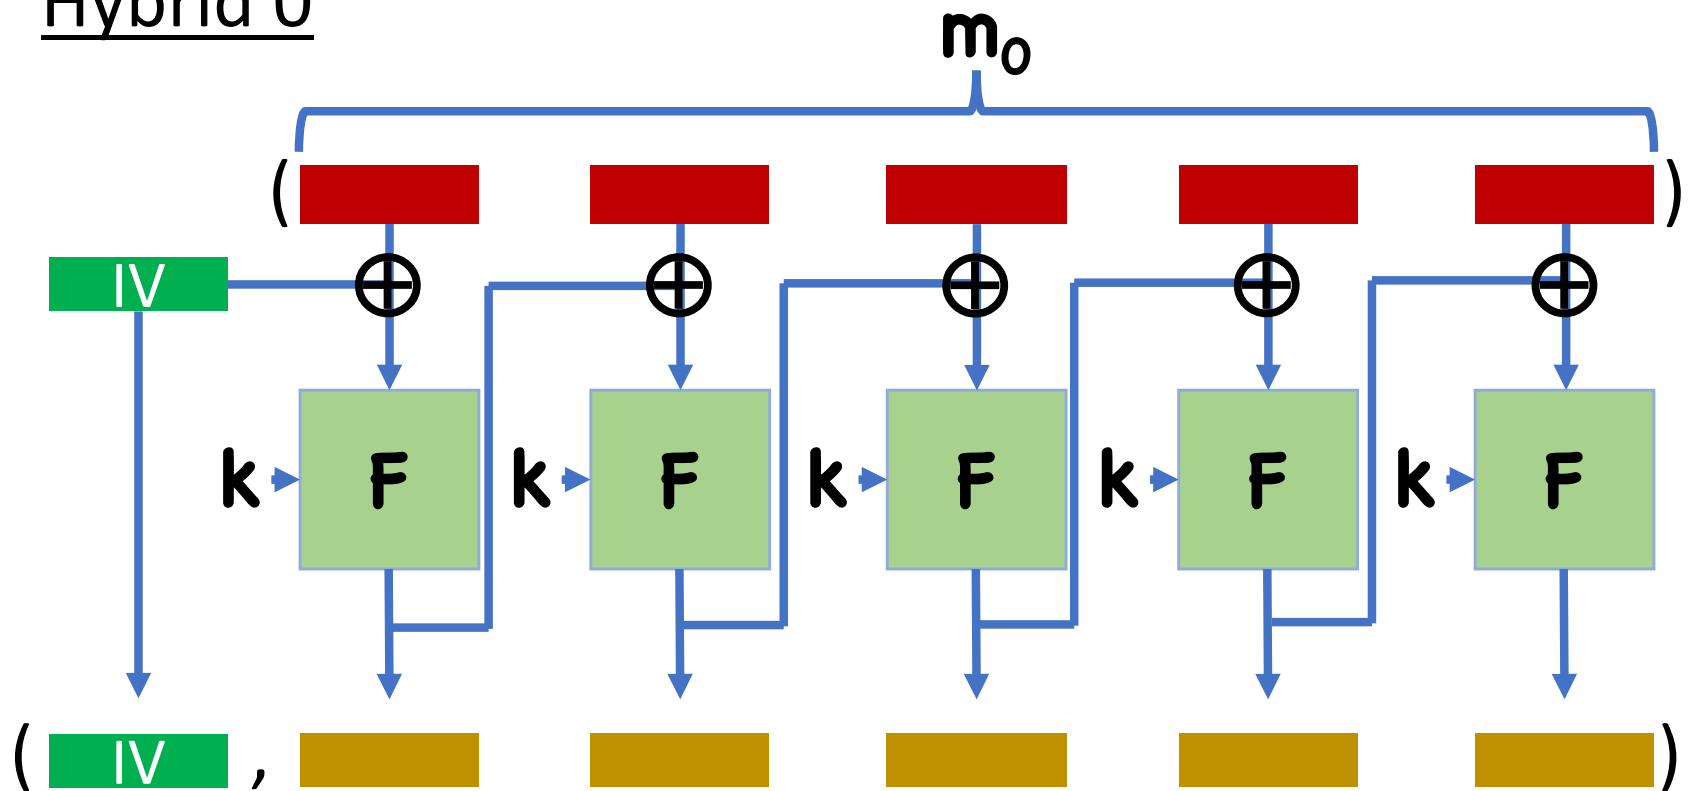 Hybrid 0
m₀
( )
IV
k F k F k F k F k F
( IV , )